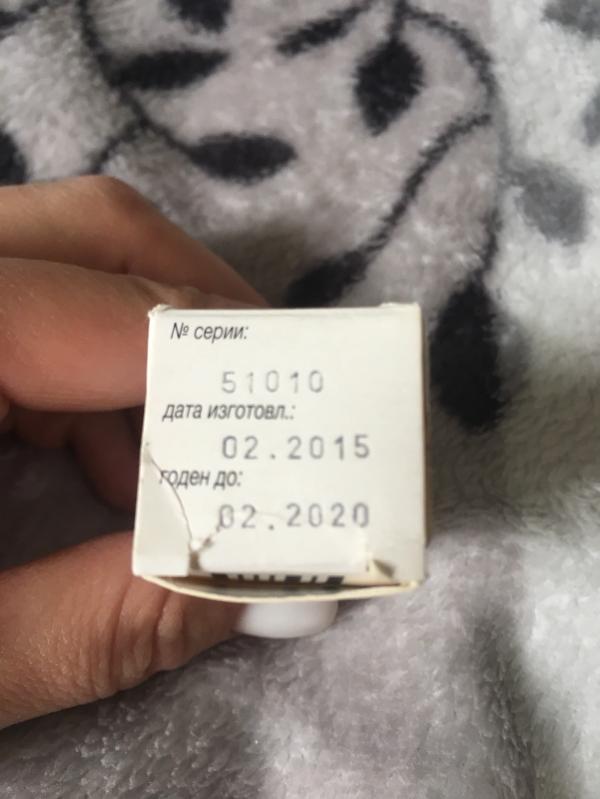 № серии:
51010
дата изготовл.:
02.2015
годен до:
02.2020